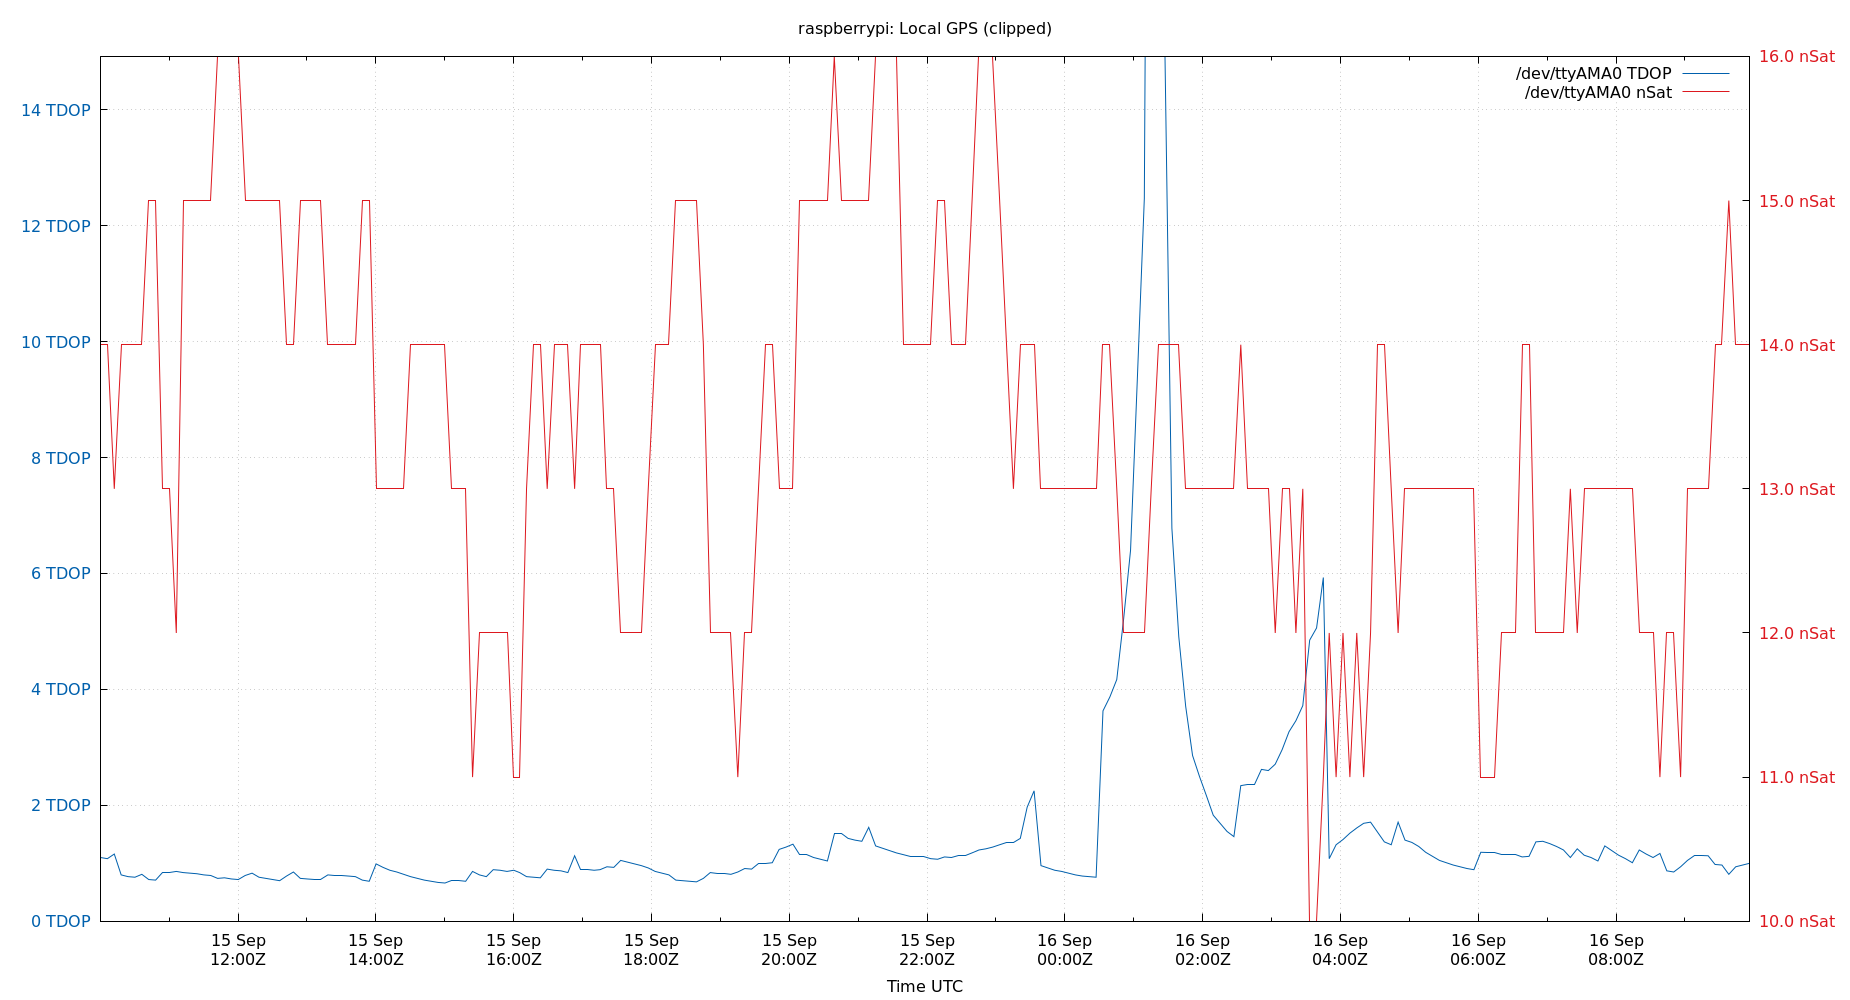 raspberrypi: Local GPS (clipped)
/dev/ttyAMA0 TDOP
/dev/ttyAMA0 nSat
14 TDOP
12 TDOP
10 TDOP
8 TDOP
6 TDOP
4 TDOP
2 TDOP
0 TDOP
16.0 nSat
15.0 nSat
14.0 nSat
13.0 nSat
12.0 nSat
11.0 nSat
10.0 nSat
15 Sep
12:00Z
15 Sep
14:00Z
15 Sep
16:00Z
15 Sep
18:00Z
15 Sep
20:00Z
15 Sep
22:00Z
16 Sep
00:00Z
16 Sep
02:00Z
16 Sep
04:00Z
16 Sep
06:00Z
16 Sep
08:00Z
Time UTC